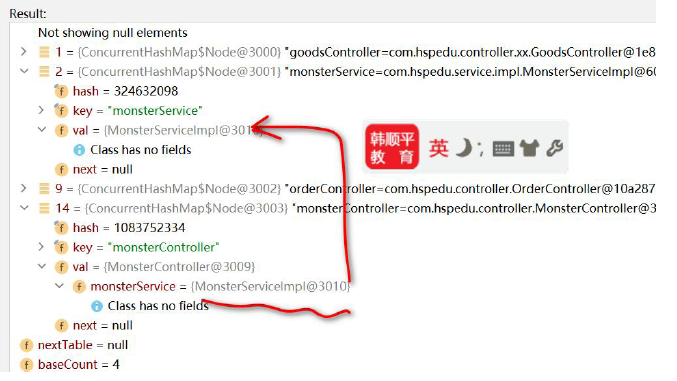 Result:
Not showing null elements
1 = {ConcurrentHashMap$Node@3000} "goodsController=com.hspedu.controller.xx.GoodsController@1e8
2 = {ConcurrentHashMap$Node@3001} "monsterService=com.hspedu.service.impl.MonsterServiceImpl@60
f hash = 324632098
f key = "monsterService"
f val = {MonsterServiceImpl@3010}
i Class has no fields
f next = null
9 = {ConcurrentHashMap$Node@3002} "orderController=com.hspedu.controller.OrderController@10a287
14 = {ConcurrentHashMap$Node@3003} "monsterController=com.hspedu.controller.MonsterController@3
f hash = 1083752334
f key = "monsterController"
f val = {MonsterController@3009}
f monsterService = {MonsterServiceImpl@3010}
i Class has no fields
f next = null
f nextTable = null
f baseCount = 4
韩顺平
教育
英